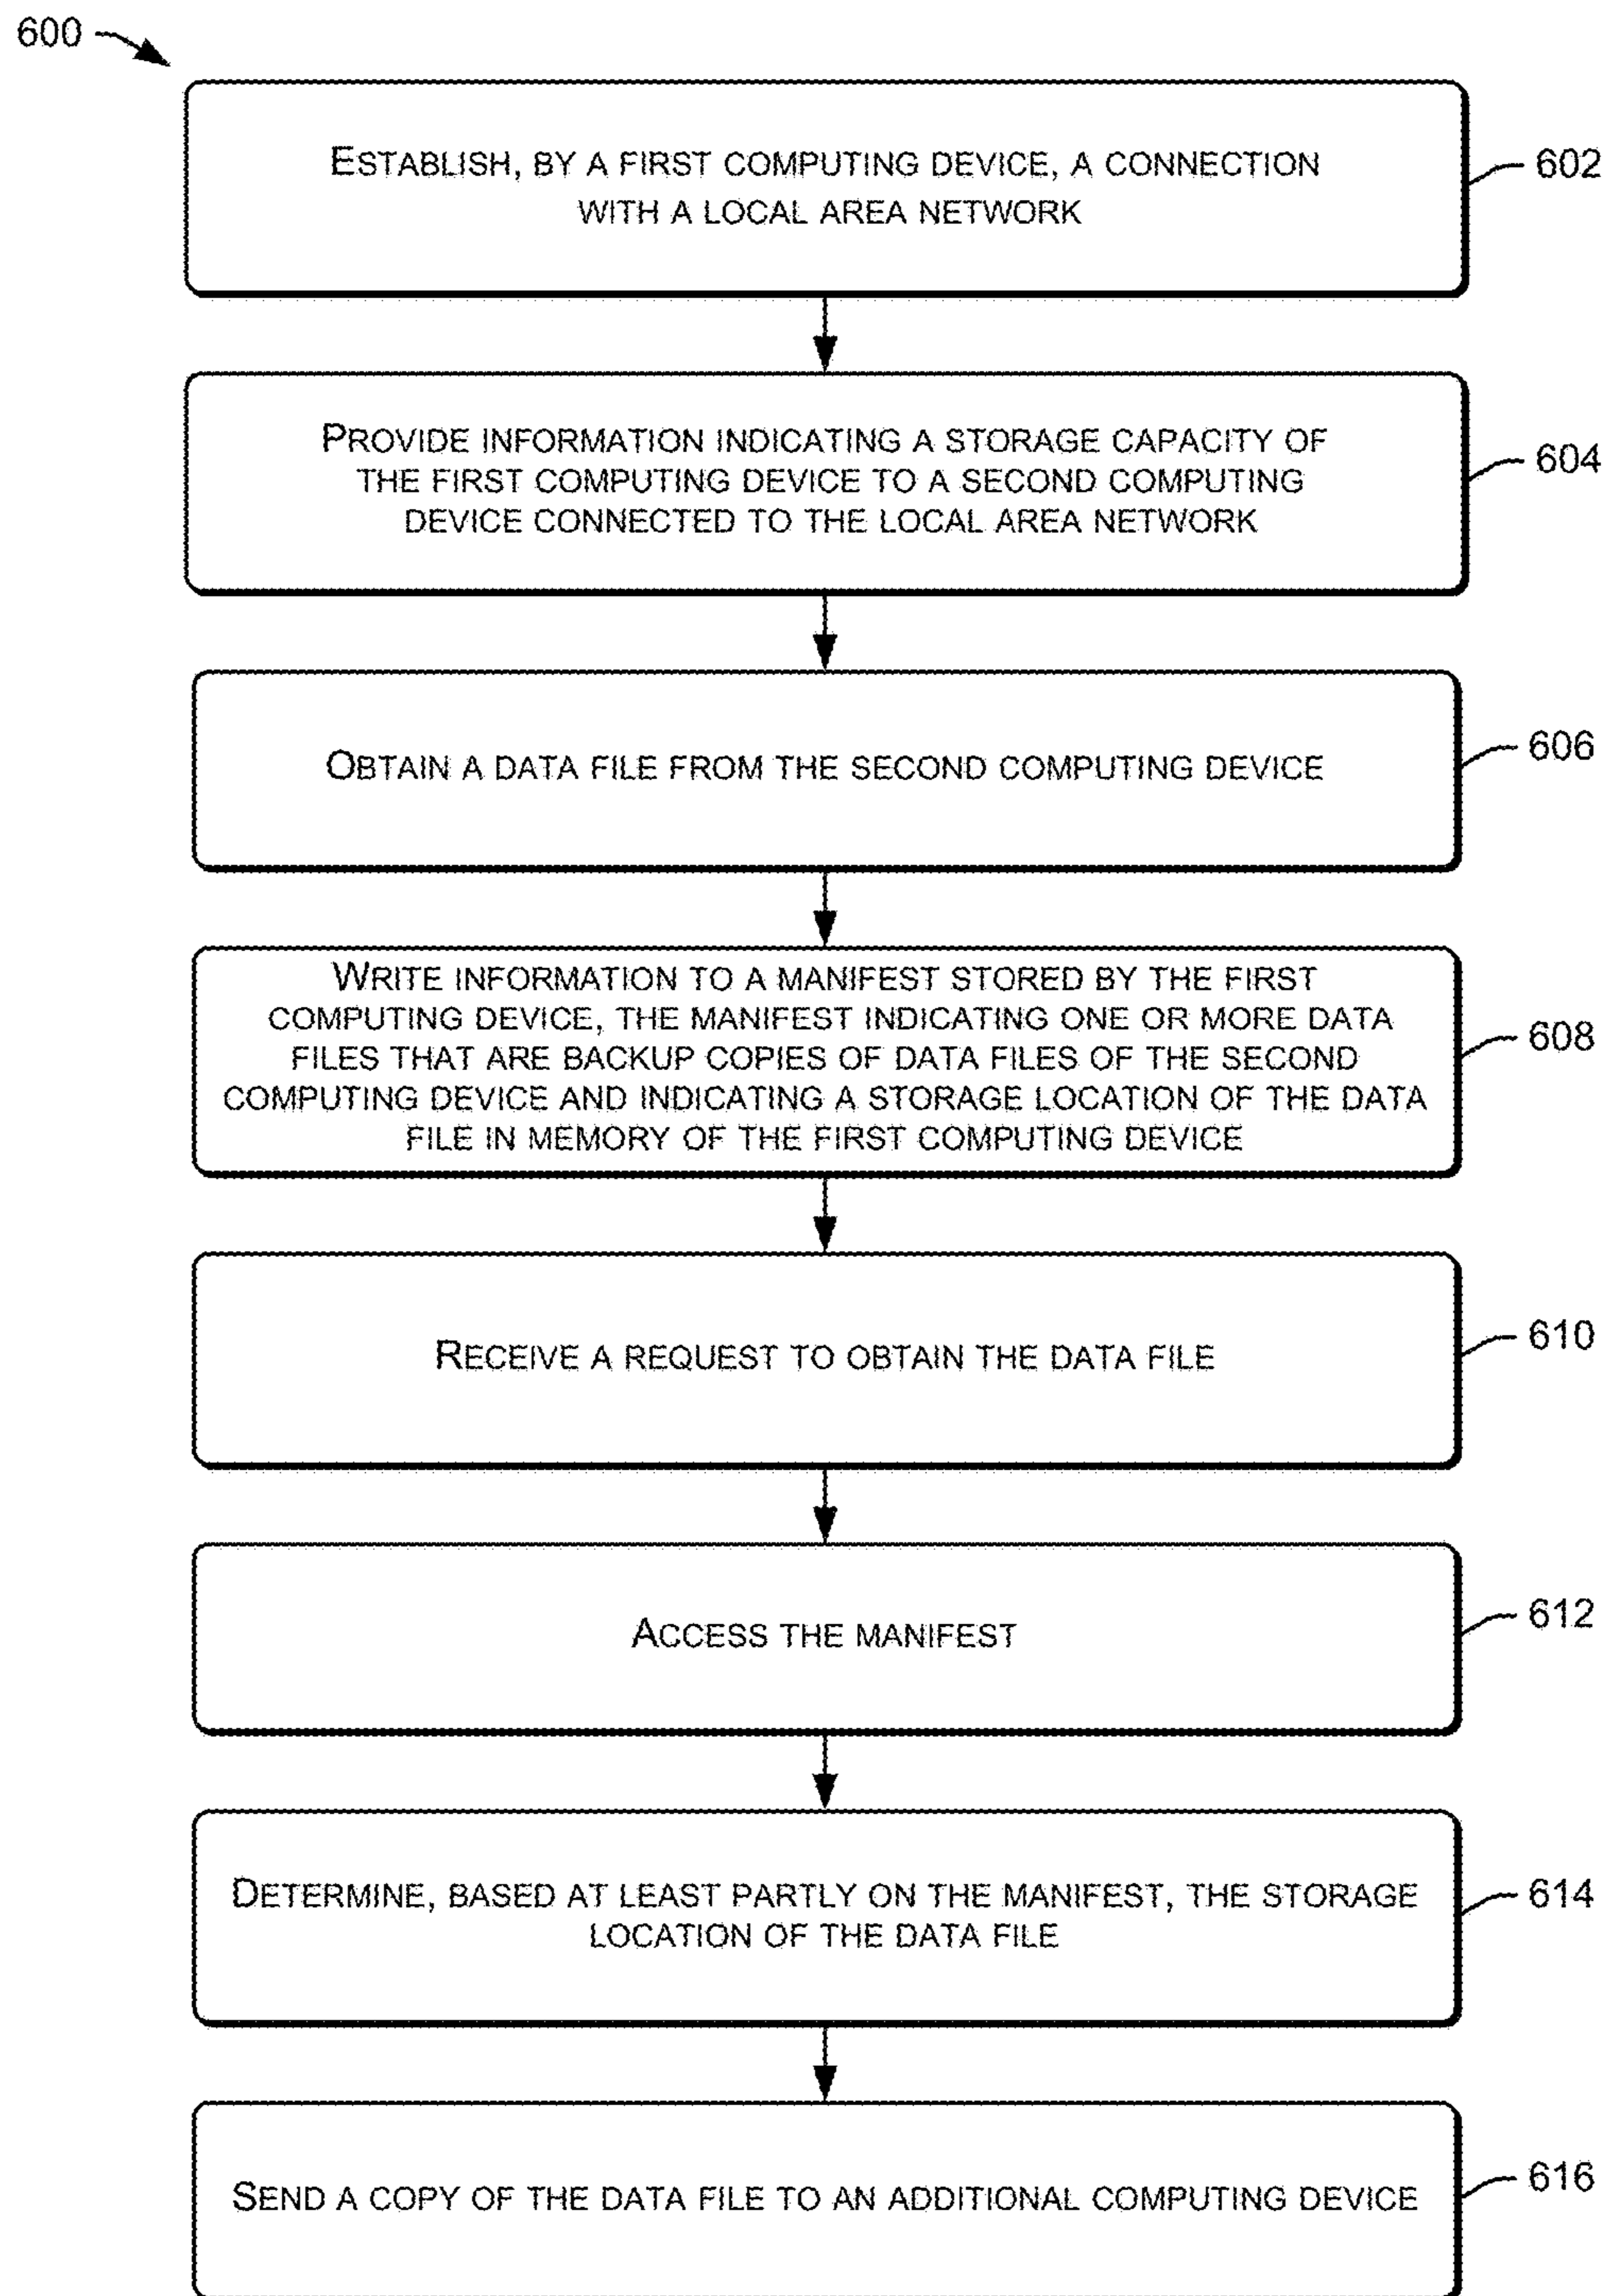 600
ESTABLISH, BY A FIRST COMPUTING DEVICE, A CONNECTION
WITH A LOCAL AREA NETWORK
602
PROVIDE INFORMATION INDICATING A STORAGE CAPACITY OF
THE FIRST COMPUTING DEVICE TO A SECOND COMPUTING
DEVICE CONNECTED TO THE LOCAL AREA NETWORK
604
OBTAIN A DATA FILE FROM THE SECOND COMPUTING DEVICE
606
WRITE INFORMATION TO A MANIFEST STORED BY THE FIRST
COMPUTING DEVICE, THE MANIFEST INDICATING ONE OR MORE DATA
FILES THAT ARE BACKUP COPIES OF DATA FILES OF THE SECOND
COMPUTING DEVICE AND INDICATING A STORAGE LOCATION OF THE DATA
FILE IN MEMORY OF THE FIRST COMPUTING DEVICE
608
RECEIVE A REQUEST TO OBTAIN THE DATA FILE
610
ACCESS THE MANIFEST
612
DETERMINE, BASED AT LEAST PARTLY ON THE MANIFEST, THE STORAGE
LOCATION OF THE DATA FILE
614
SEND A COPY OF THE DATA FILE TO AN ADDITIONAL COMPUTING DEVICE
616